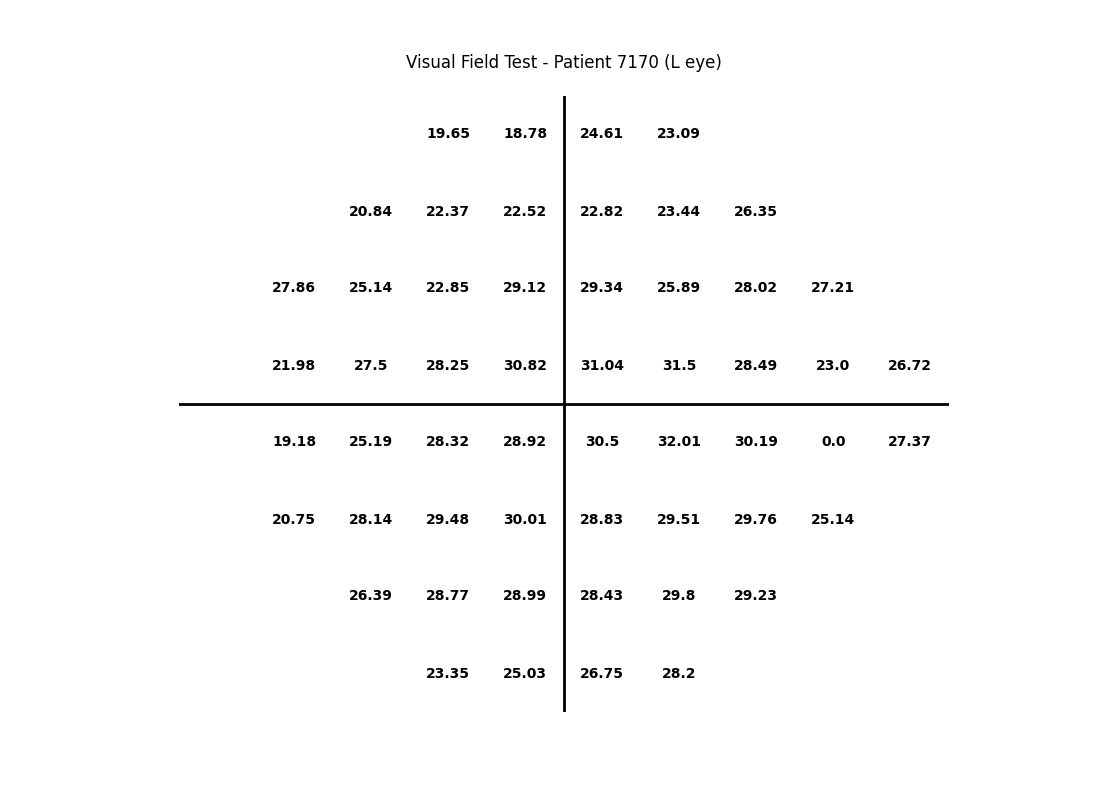 Visual Field Test - Patient 7170 (L eye)
19.65 18.78 24.61 23.09
20.84 22.37 22.52 22.82 23.44 26.35
27.86 25.14 22.85 29.12 29.34 25.89 28.02 27.21
21.98 27.5 28.25 30.82 31.04 31.5 28.49 23.0 26.72
19.18 25.19 28.32 28.92 30.5 32.01 30.19 0.0 27.37
20.75 28.14 29.48 30.01 28.83 29.51 29.76 25.14
26.39 28.77 28.99 28.43 29.8 29.23
23.35 25.03 26.75 28.2